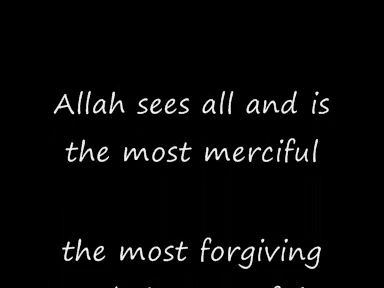 Allah sees all and is
the most merciful
the most forgiving